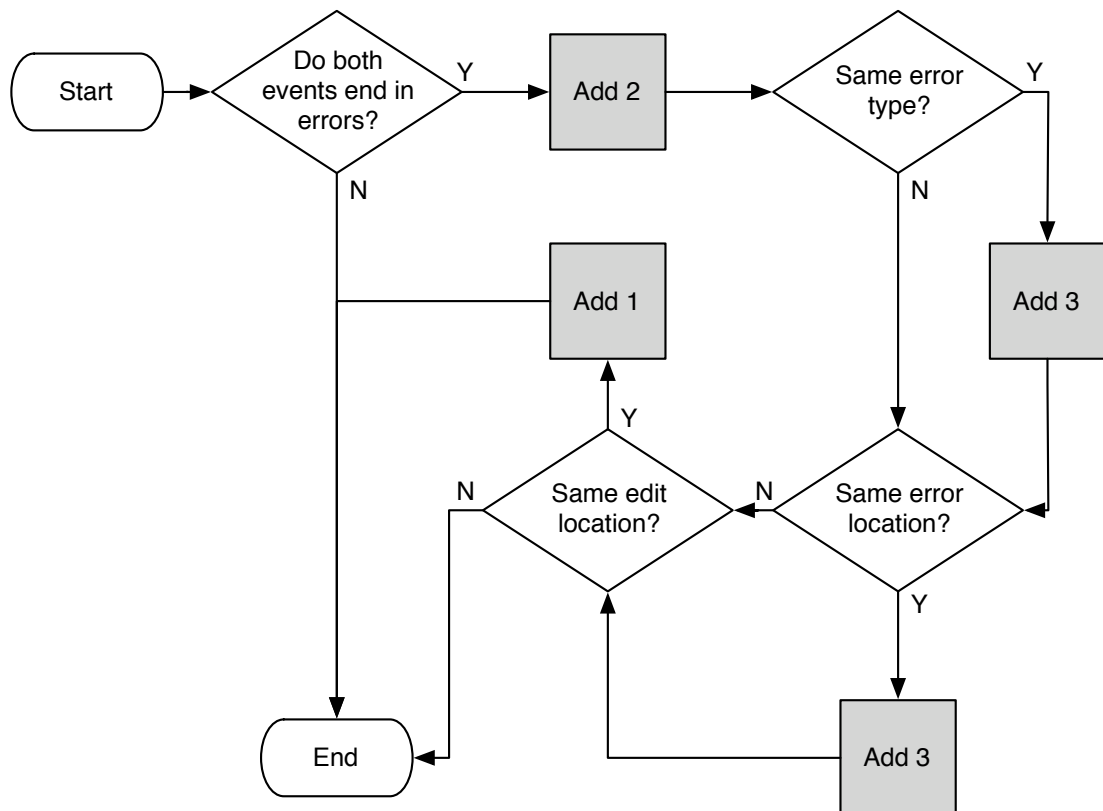 Start
Do both
events end in
errors?
Y
Add 2
Same error
type?
Y
N
N
Add 1
Add 3
Y
Same edit
location?
N
N
Same error
location?
Y
End
Add 3